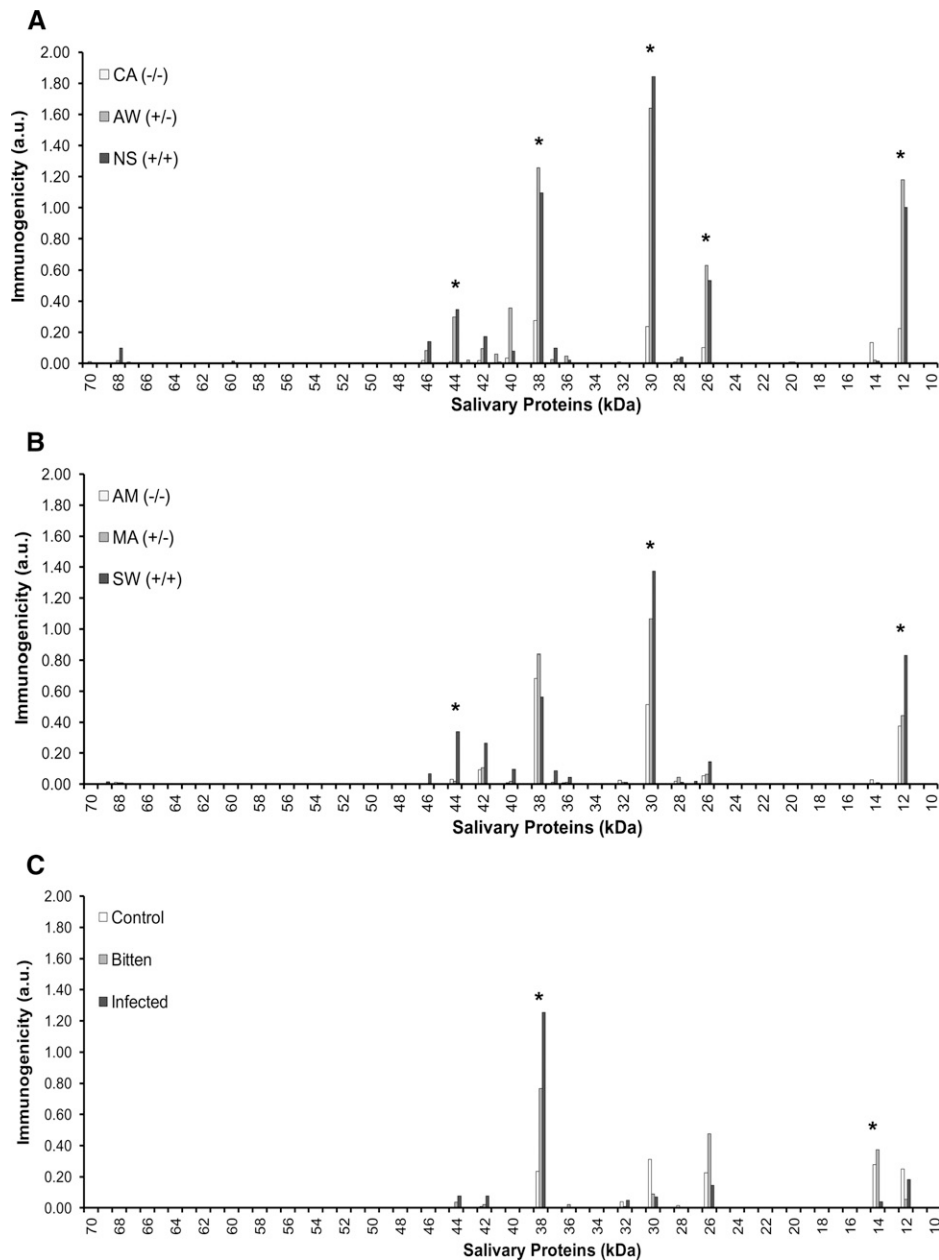 A
2.00
1.80
1.60
1.40
1.20
1.00
0.80
0.60
0.40
0.20
0.00
Immunogenicity (a.u.)
CA (-/-)
AW (+/-)
NS (+/+)
*
*
*
*
*
70 68 66 64 62 60 58 56 54 52 50 48 46 44 42 40 38 36 34 32 30 28 26 24 22 20 18 16 14 12 10
Salivary Proteins (kDa)
B
2.00
1.80
1.60
1.40
1.20
1.00
0.80
0.60
0.40
0.20
0.00
Immunogenicity (a.u.)
AM (-/-)
MA (+/-)
SW (+/+)
*
*
*
70 68 66 64 62 60 58 56 54 52 50 48 46 44 42 40 38 36 34 32 30 28 26 24 22 20 18 16 14 12 10
Salivary Proteins (kDa)
C
2.00
1.80
1.60
1.40
1.20
1.00
0.80
0.60
0.40
0.20
0.00
Immunogenicity (a.u.)
Control
Bitten
Infected
*
*
70 68 66 64 62 60 58 56 54 52 50 48 46 44 42 40 38 36 34 32 30 28 26 24 22 20 18 16 14 12 10
Salivary Proteins (kDa)